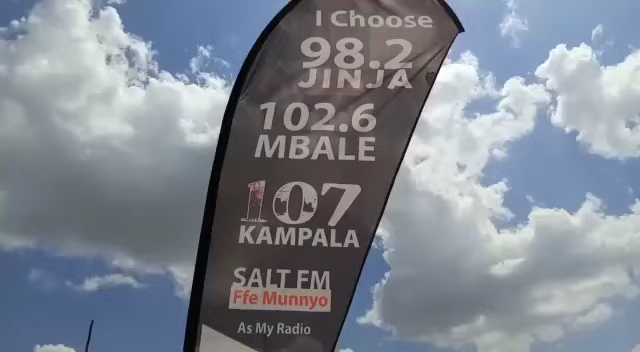 I Choose
98.2
JINJA
102.6
MBALE
107
KAMPALA
SALT FM
Ffe Munnyo
As My Radio